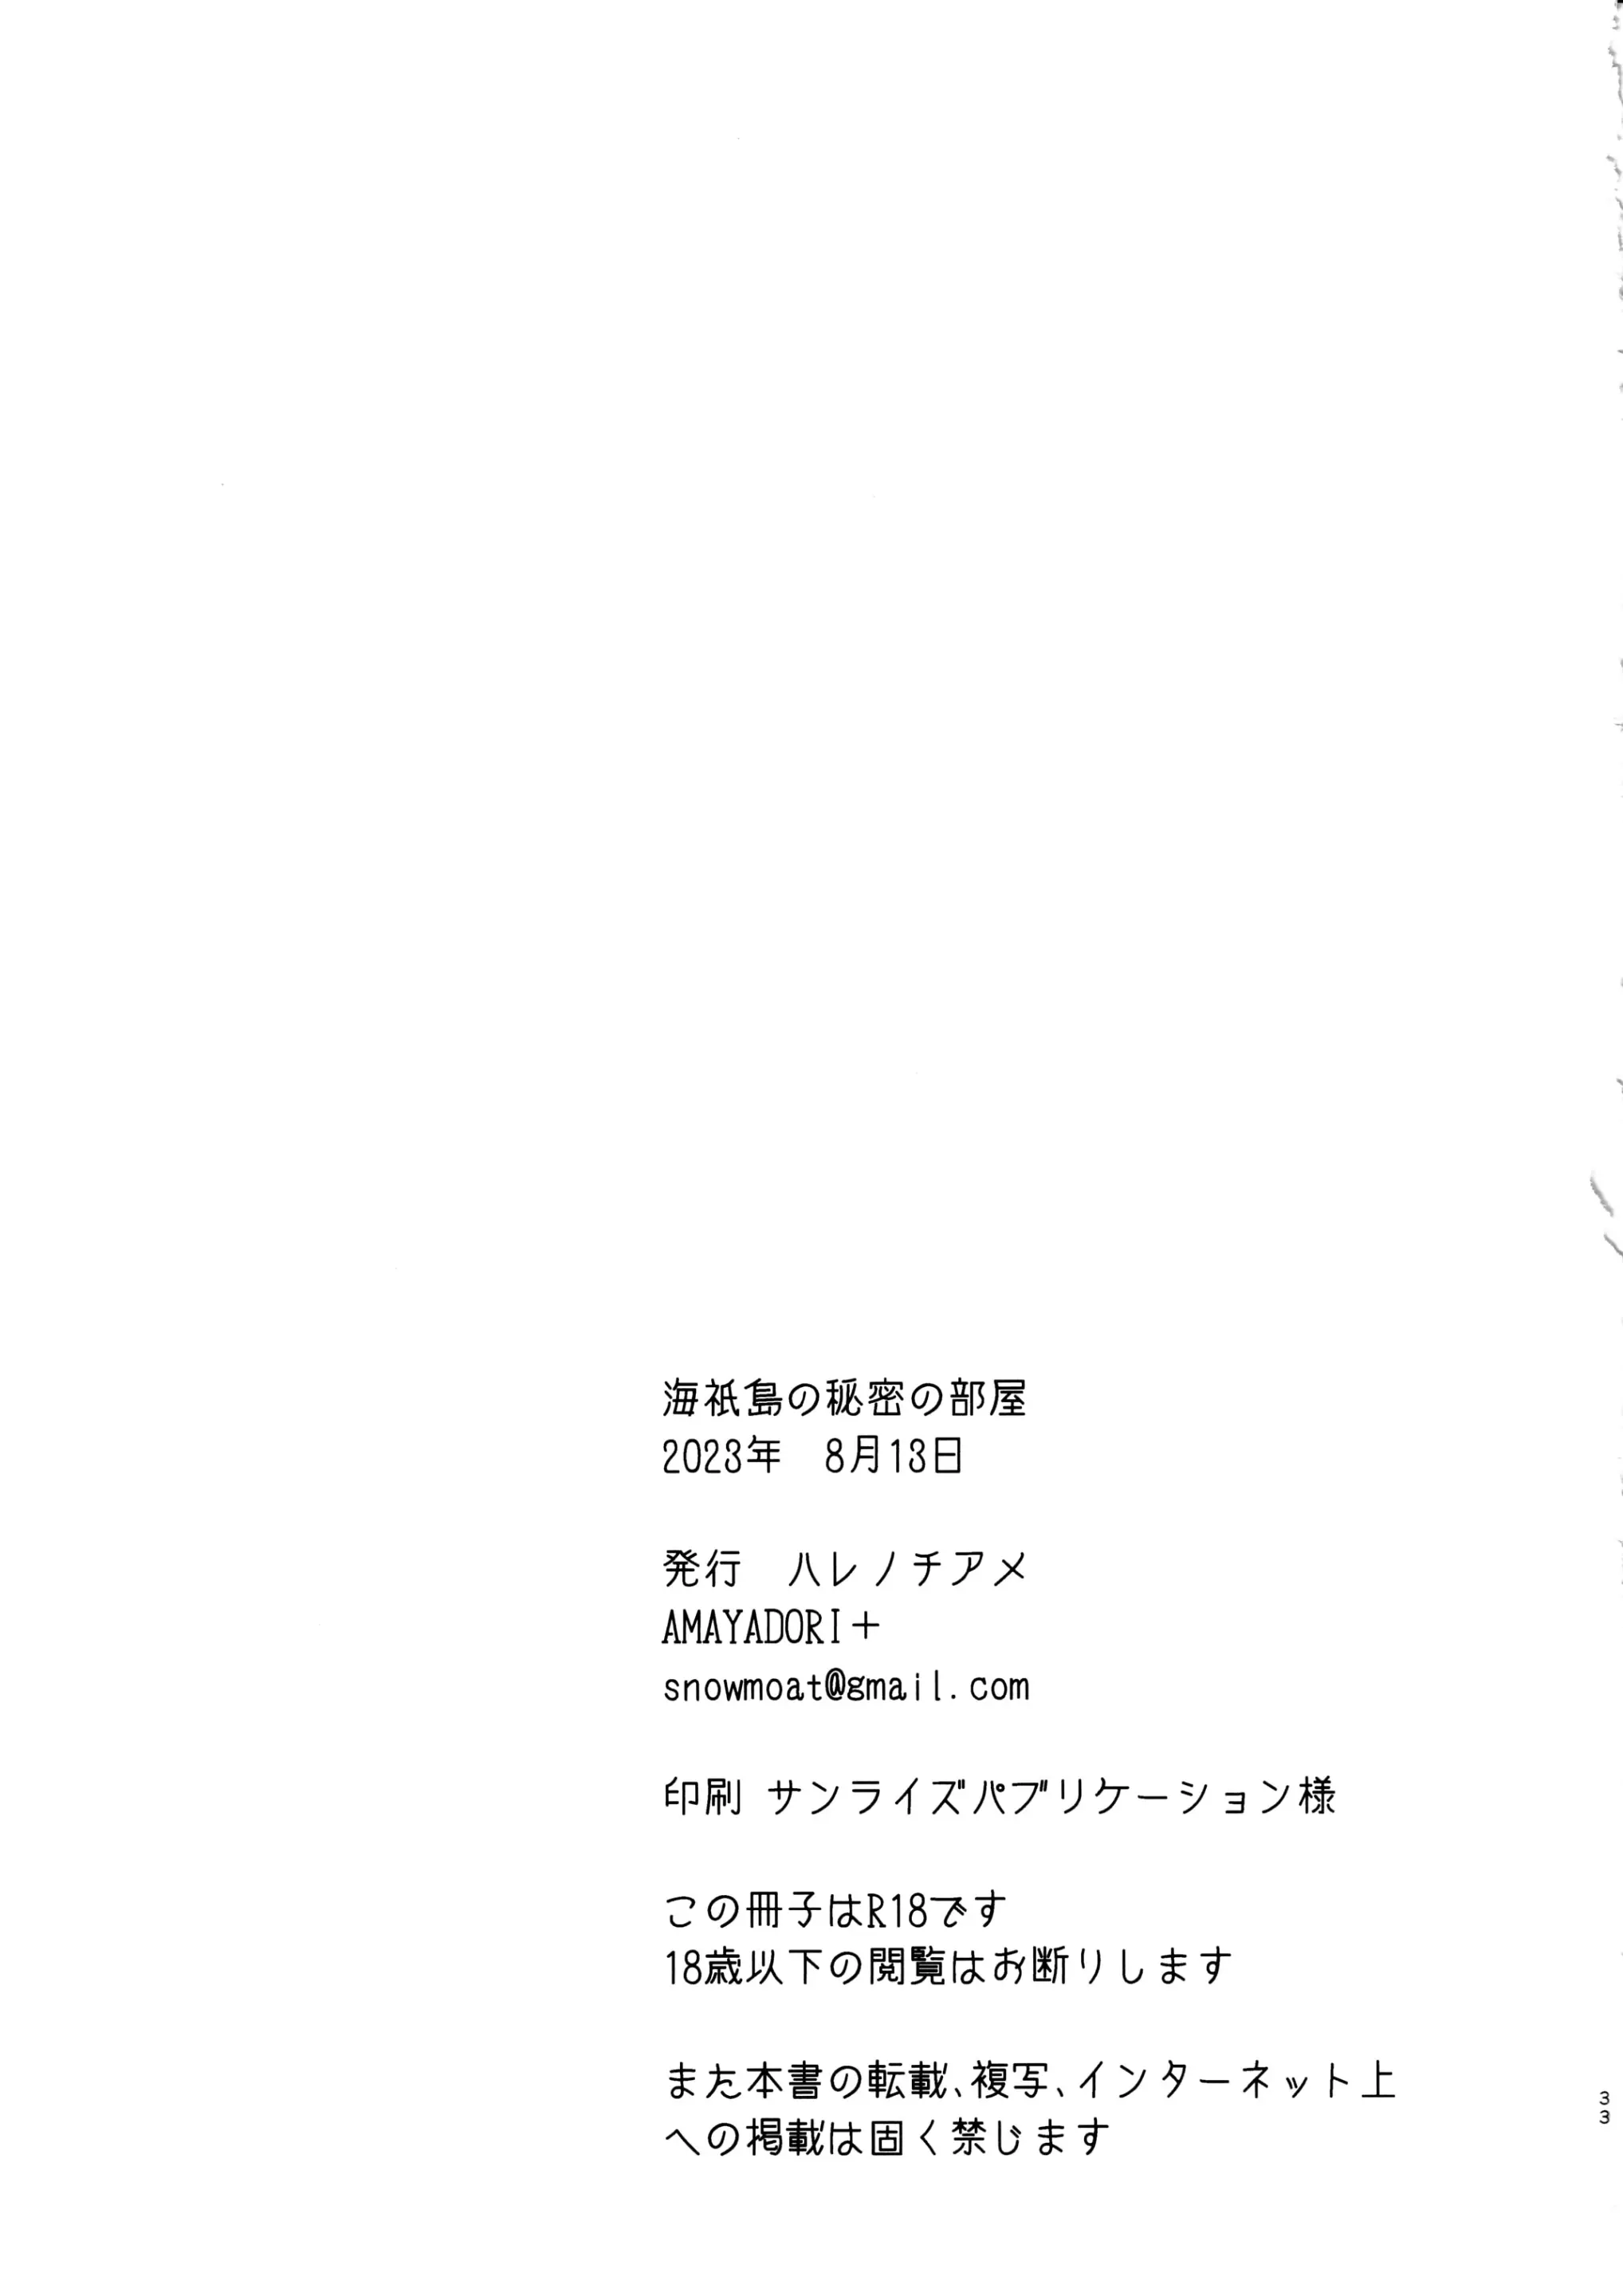 海祇島の秘密の部屋
2023年　8月13日
発行　ハレノチアメ
AMAYADORI＋
snowmoat@gmail.com
印刷 サンライズパブリケーション様
この冊子はR18です
18歳以下の閲覧はお断りします
また本書の転載、複写、インターネット上
への掲載は固く禁じます
33